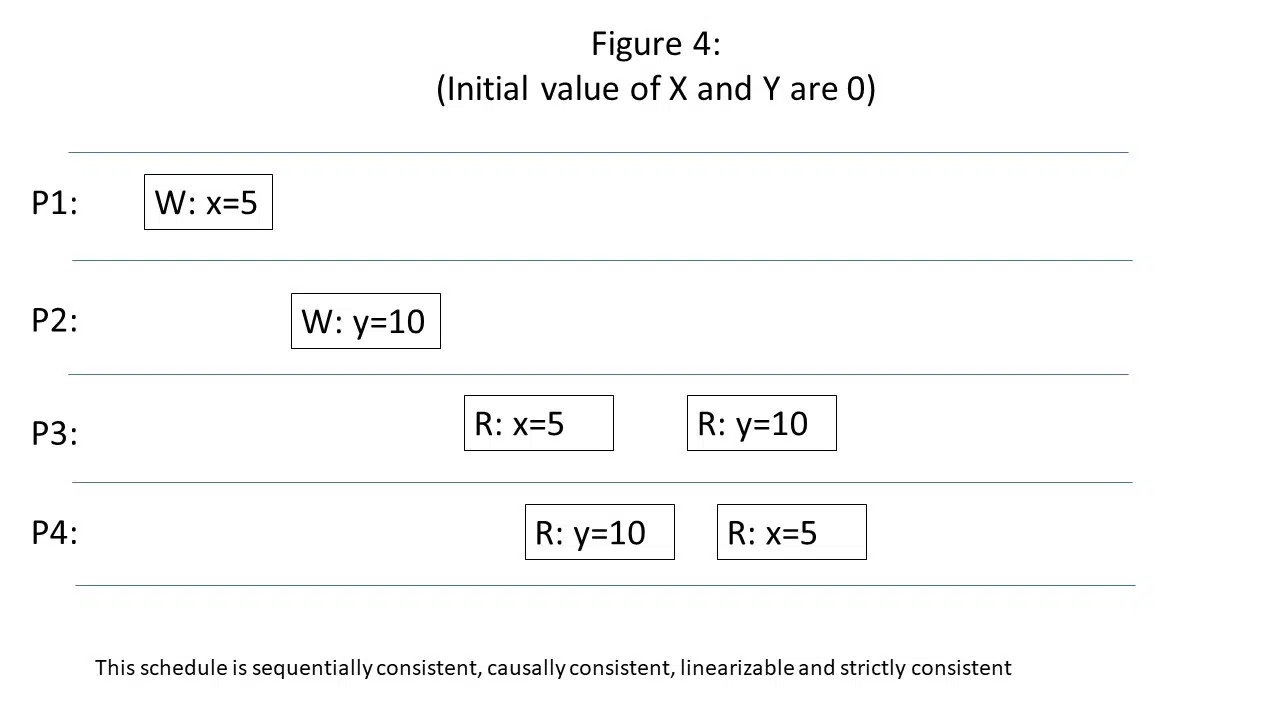 Figure 4:
(Initial value of X and Y are 0)
P1: W: x=5
P2: W: y=10
P3: R: x=5 R: y=10
P4: R: y=10 R: x=5
This schedule is sequentially consistent, causally consistent, linearizable and strictly consistent